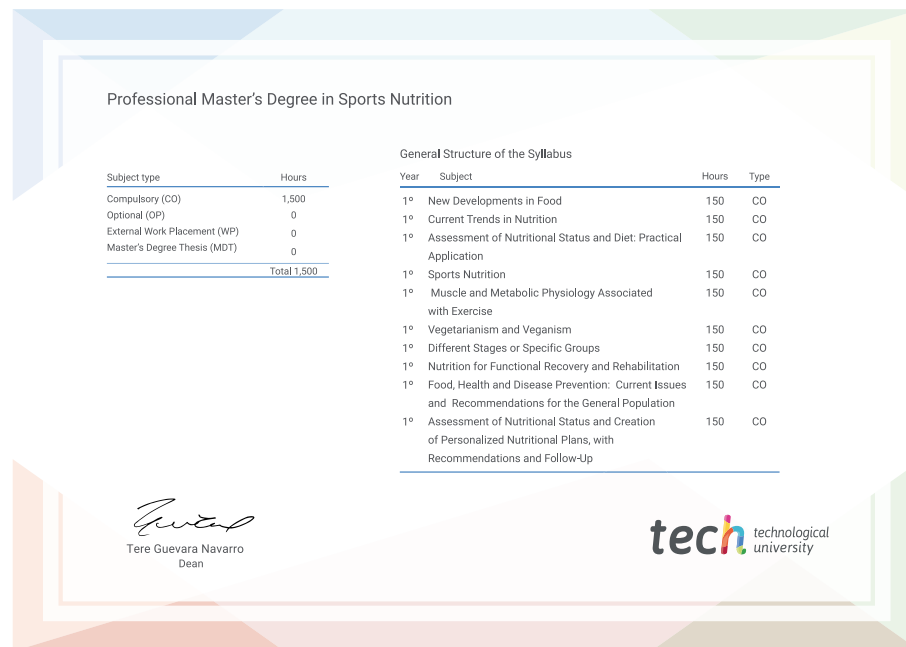 Professional Master's Degree in Sports Nutrition
Subject type Hours
Compulsory (CO) 1,500
Optional (OP) 0
External Work Placement (WP) 0
Master's Degree Thesis (MDT) 0
Total 1,500
General Structure of the Syllabus
Year Subject Hours Type
1º New Developments in Food 150 CO
1º Current Trends in Nutrition 150 CO
1º Assessment of Nutritional Status and Diet: Practical 150 CO
Application
1º Sports Nutrition 150 CO
1º Muscle and Metabolic Physiology Associated 150 CO
with Exercise
1º Vegetarianism and Veganism 150 CO
1º Different Stages or Specific Groups 150 CO
1º Nutrition for Functional Recovery and Rehabilitation 150 CO
1º Food, Health and Disease Prevention: Current Issues 150 CO
and Recommendations for the General Population
1º Assessment of Nutritional Status and Creation 150 CO
of Personalized Nutritional Plans, with
Recommendations and Follow-Up
Tere Guevara Navarro
Dean
tech technological
university